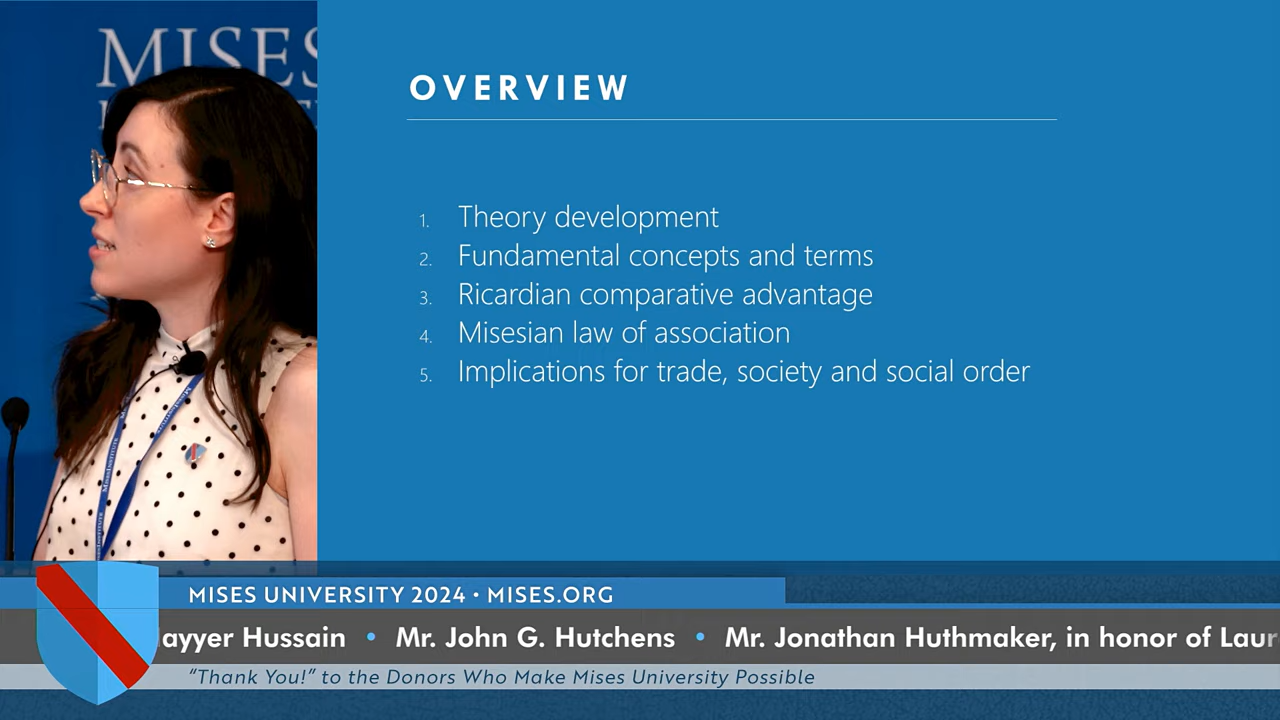 MISES
OVERVIEW
1. Theory development
2. Fundamental concepts and terms
3. Ricardian comparative advantage
4. Misesian law of association
5. Implications for trade, society and social order
MISES UNIVERSITY 2024 • MISES.ORG
ayyer Hussain • Mr. John G. Hutchens • Mr. Jonathan Huthmaker, in honor of Laur
“Thank You!” to the Donors Who Make Mises University Possible